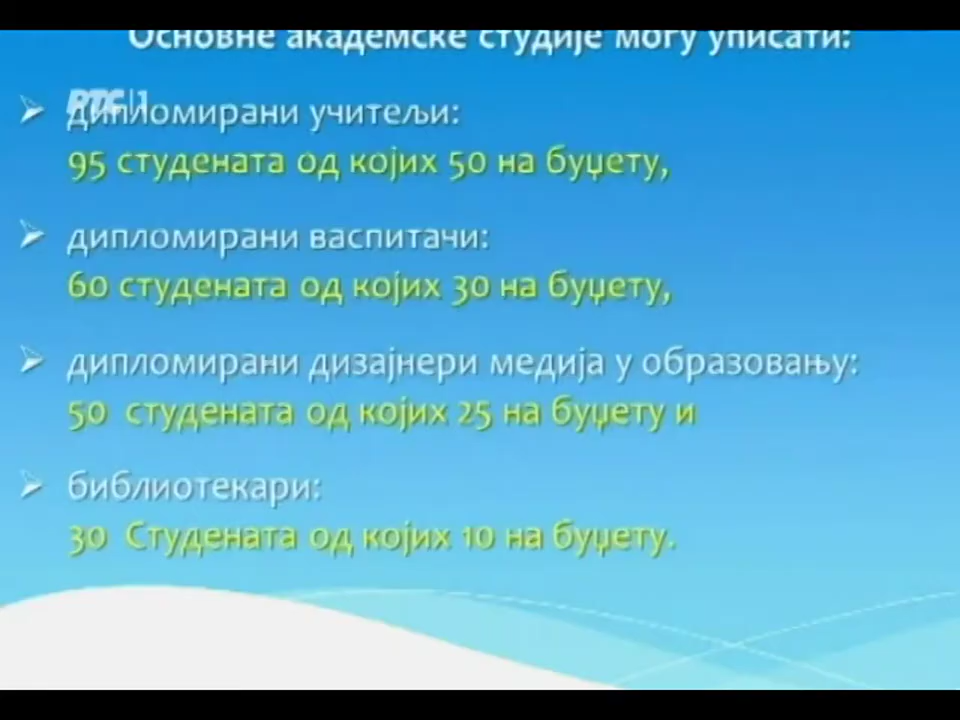 Основне академске студије могу уписати:
РТС 1
дипломирани учитељи:
95 студената од којих 50 на буџету,
дипломирани васпитачи:
60 студената од којих 30 на буџету,
дипломирани дизајнери медија у образовању:
50 студената од којих 25 на буџету и
библиотекари:
30 Студената од којих 10 на буџету.